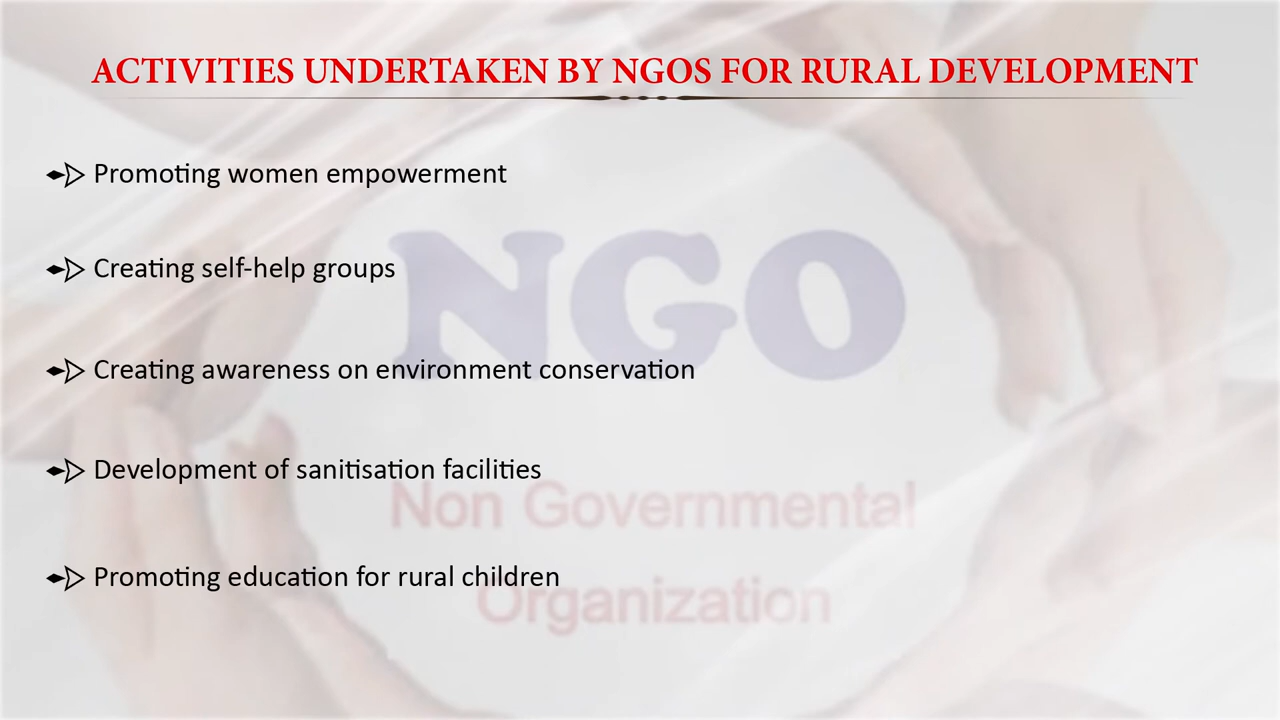 ACTIVITIES UNDERTAKEN BY NGOS FOR RURAL DEVELOPMENT
Promoting women empowerment
Creating self-help groups
NGO
Creating awareness on environment conservation
Development of sanitisation facilities
Non Governmental
Promoting education for rural children
Organization